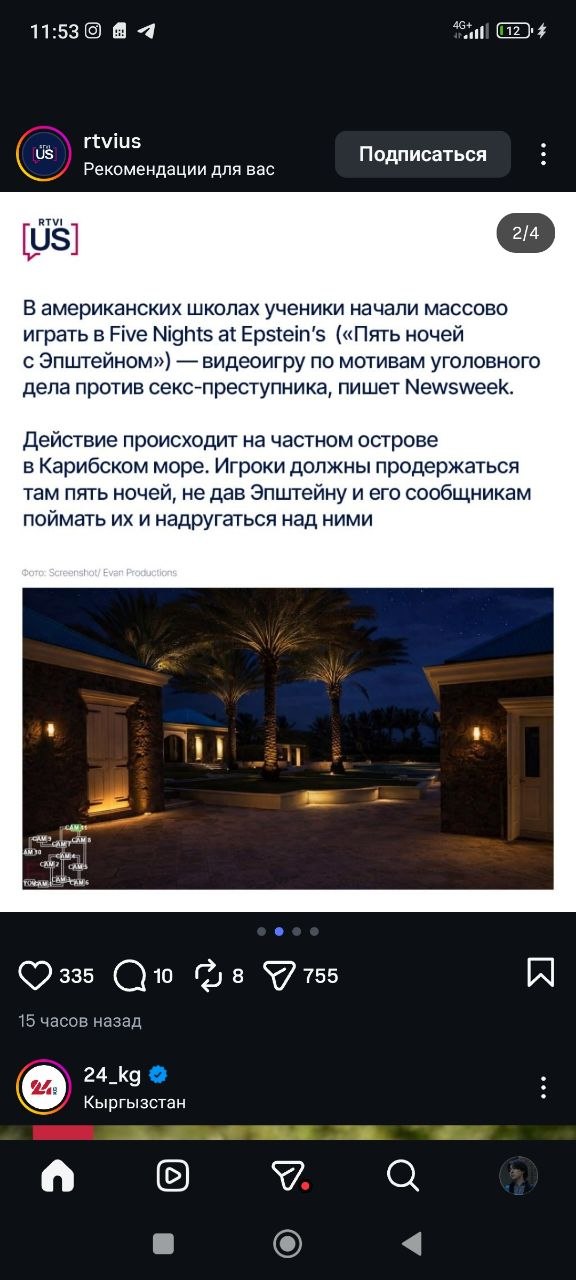 11:53
4G+
12
rtvius
Рекомендации для вас
Подписаться
RTVI
US
2/4
В американских школах ученики начали массово
играть в Five Nights at Epstein’s («Пять ночей
с Эпштейном») — видеоигру по мотивам уголовного
дела против секс-преступника, пишет Newsweek.
Действие происходит на частном острове
в Карибском море. Игроки должны продержаться
там пять ночей, не дав Эпштейну и его сообщникам
поймать их и надругаться над ними
Фото: Screenshot/ Evan Productions
335
10
8
755
15 часов назад
24_kg
Кыргызстан